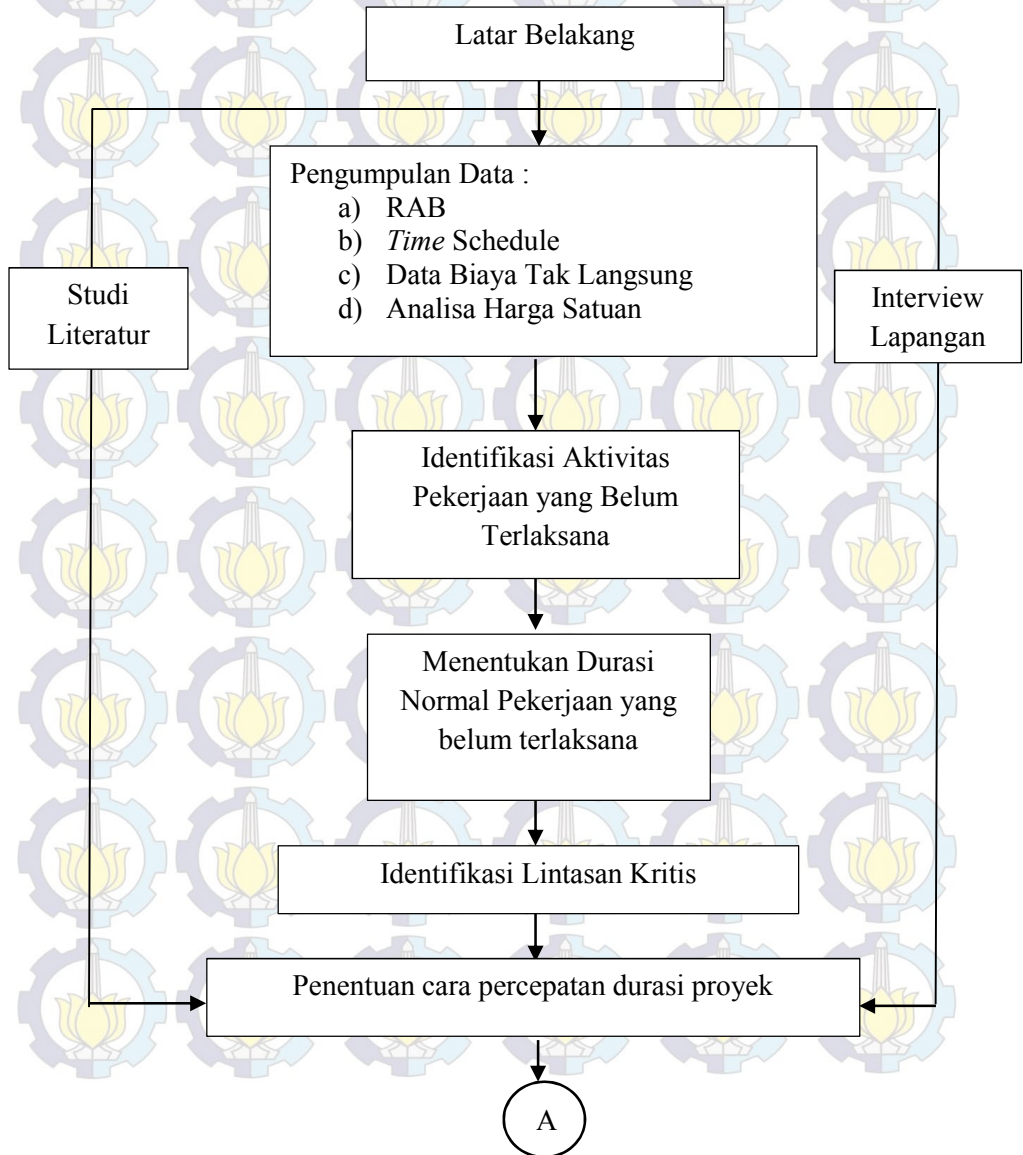 Latar Belakang
Pengumpulan Data :
a) RAB
b) Time Schedule
c) Data Biaya Tak Langsung
d) Analisa Harga Satuan
Studi
Literatur
Interview
Lapangan
Identifikasi Aktivitas
Pekerjaan yang Belum
Terlaksana
Menentukan Durasi
Normal Pekerjaan yang
belum terlaksana
Identifikasi Lintasan Kritis
Penentuan cara percepatan durasi proyek
A